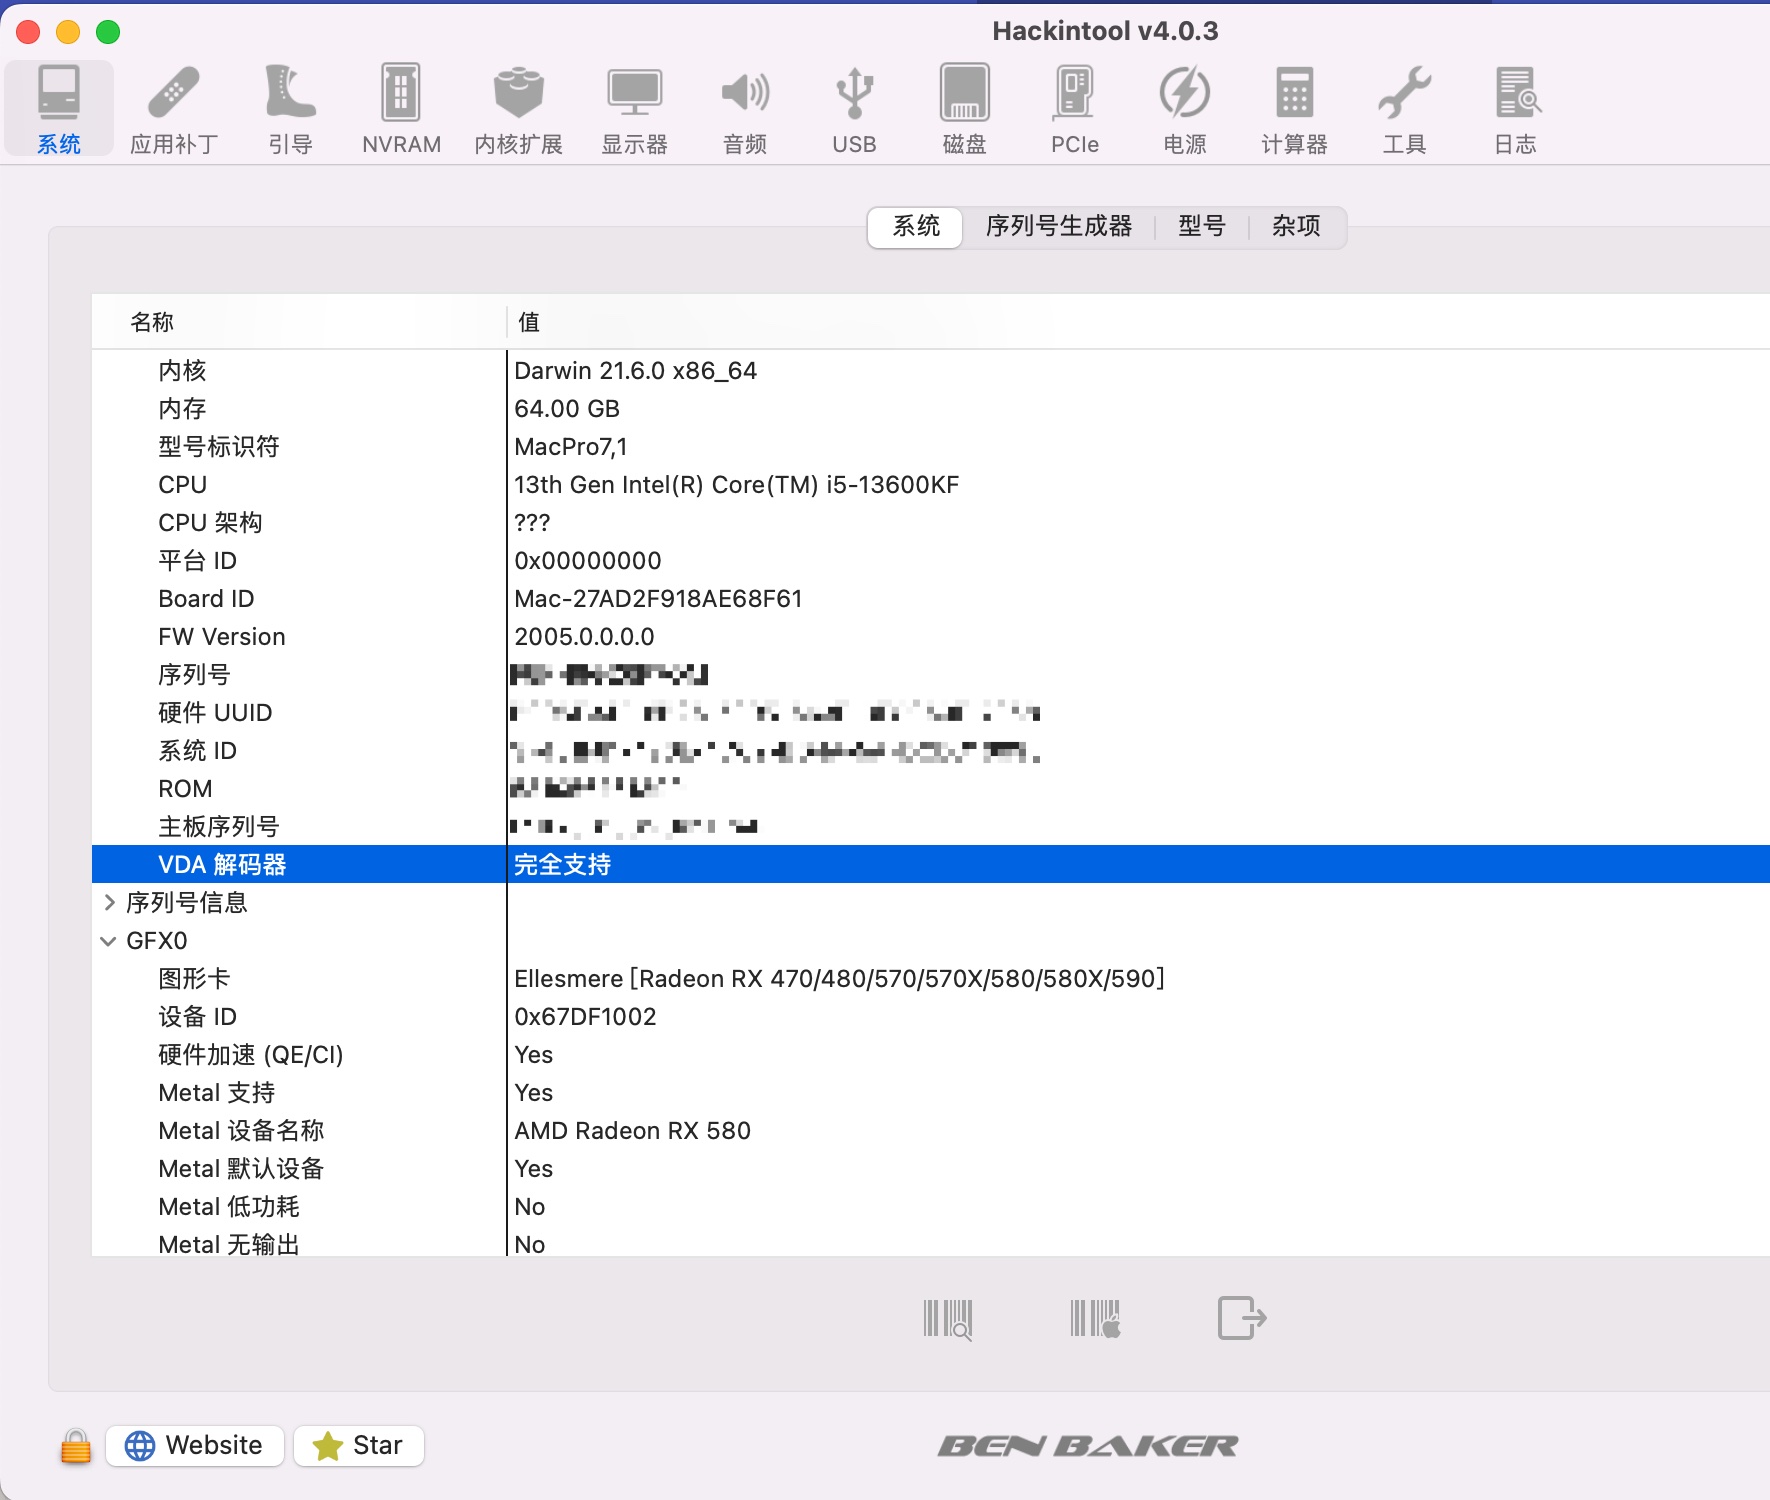 Hackintool v4.0.3
系统 应用补丁 引导 NVRAM 内核扩展 显示器 音频 USB 磁盘 PCIe 电源 计算器 工具 日志
系统 序列号生成器 型号 杂项
名称 值
内核 Darwin 21.6.0 x86_64
内存 64.00 GB
型号标识符 MacPro7,1
CPU 13th Gen Intel(R) Core(TM) i5-13600KF
CPU 架构 ???
平台 ID 0x00000000
Board ID Mac-27AD2F918AE68F61
FW Version 2005.0.0.0.0
序列号
硬件 UUID
系统 ID
ROM
主板序列号
VDA 解码器 完全支持
序列号信息
GFX0
图形卡 Ellesmere [Radeon RX 470/480/570/570X/580/580X/590]
设备 ID 0x67DF1002
硬件加速 (QE/CI) Yes
Metal 支持 Yes
Metal 设备名称 AMD Radeon RX 580
Metal 默认设备 Yes
Metal 低功耗 No
Metal 无输出 No
Website Star BEN BAKER